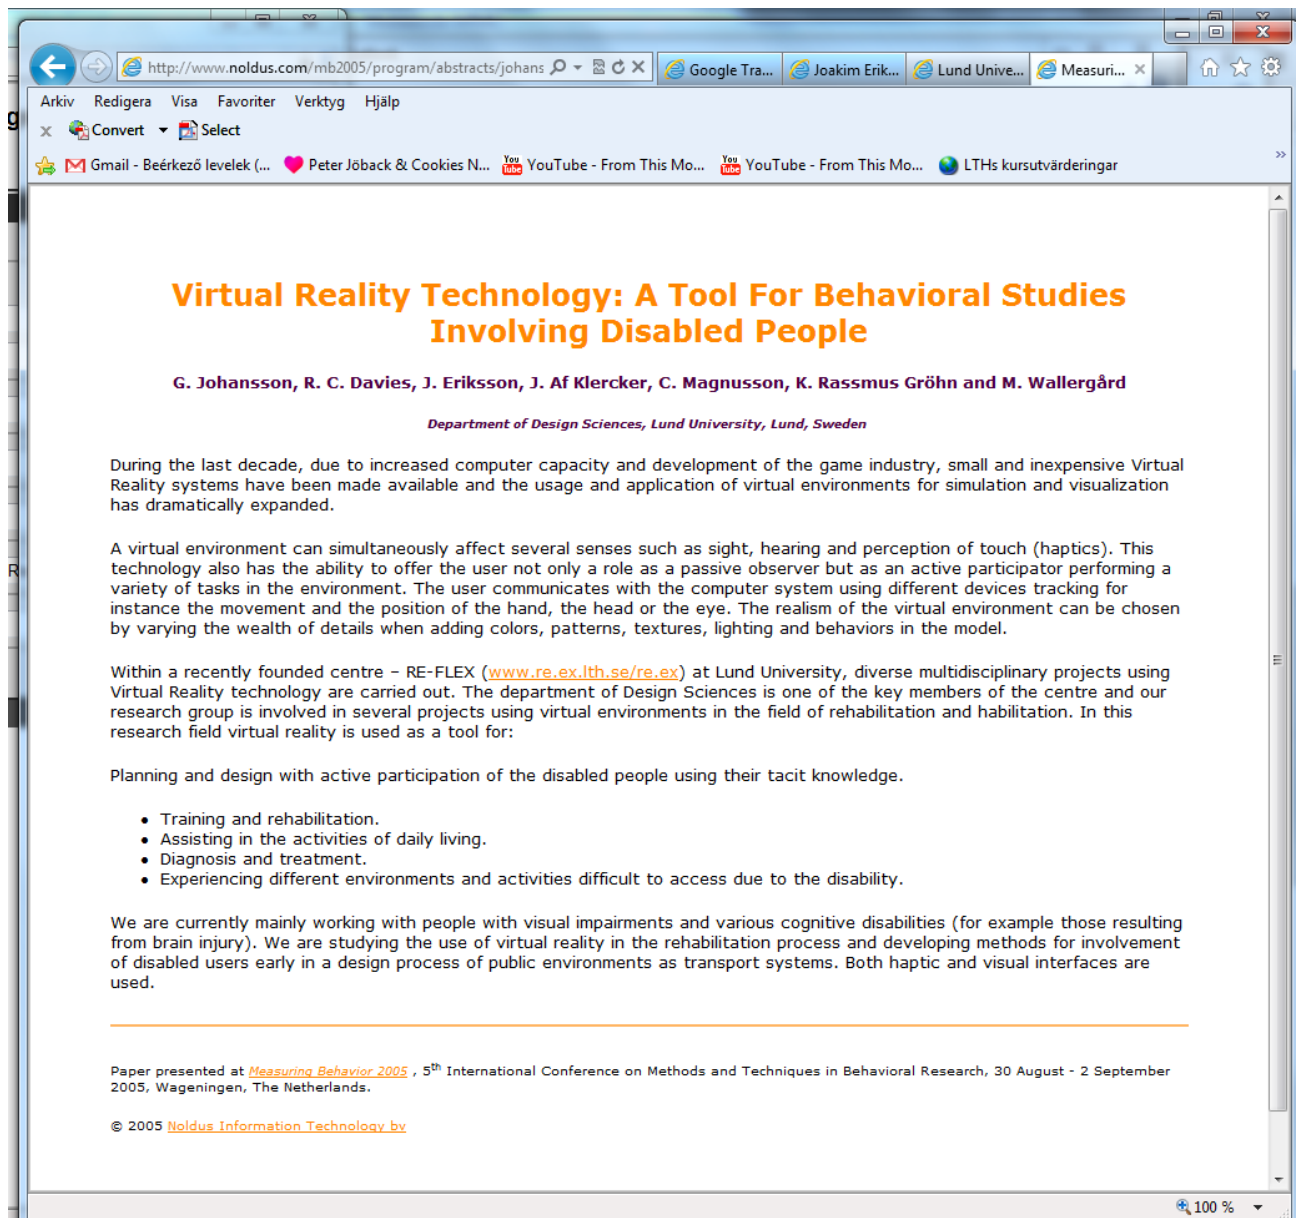 http://www.noldus.com/mb2005/program/abstracts/johans
Google Tra...
Joakim Erik...
Lund Unive...
Measuri...
Arkiv Redigera Visa Favoriter Verktyg Hjälp
x Convert Select
Gmail - Beérkező levelek (... Peter Jöback & Cookies N... YouTube - From This Mo... YouTube - From This Mo... LTHs kursutvärderingar
Virtual Reality Technology: A Tool For Behavioral Studies
Involving Disabled People
G. Johansson, R. C. Davies, J. Eriksson, J. Af Klercker, C. Magnusson, K. Rassmus Gröhn and M. Wallergård
Department of Design Sciences, Lund University, Lund, Sweden
During the last decade, due to increased computer capacity and development of the game industry, small and inexpensive Virtual
Reality systems have been made available and the usage and application of virtual environments for simulation and visualization
has dramatically expanded.
A virtual environment can simultaneously affect several senses such as sight, hearing and perception of touch (haptics). This
technology also has the ability to offer the user not only a role as a passive observer but as an active participator performing a
variety of tasks in the environment. The user communicates with the computer system using different devices tracking for
instance the movement and the position of the hand, the head or the eye. The realism of the virtual environment can be chosen
by varying the wealth of details when adding colors, patterns, textures, lighting and behaviors in the model.
Within a recently founded centre – RE-FLEX (www.re.ex.lth.se/re.ex) at Lund University, diverse multidisciplinary projects using
Virtual Reality technology are carried out. The department of Design Sciences is one of the key members of the centre and our
research group is involved in several projects using virtual environments in the field of rehabilitation and habilitation. In this
research field virtual reality is used as a tool for:
Planning and design with active participation of the disabled people using their tacit knowledge.
• Training and rehabilitation.
• Assisting in the activities of daily living.
• Diagnosis and treatment.
• Experiencing different environments and activities difficult to access due to the disability.
We are currently mainly working with people with visual impairments and various cognitive disabilities (for example those resulting
from brain injury). We are studying the use of virtual reality in the rehabilitation process and developing methods for involvement
of disabled users early in a design process of public environments as transport systems. Both haptic and visual interfaces are
used.
Paper presented at Measuring Behavior 2005 , 5th International Conference on Methods and Techniques in Behavioral Research, 30 August - 2 September
2005, Wageningen, The Netherlands.
© 2005 Noldus Information Technology bv
100 %